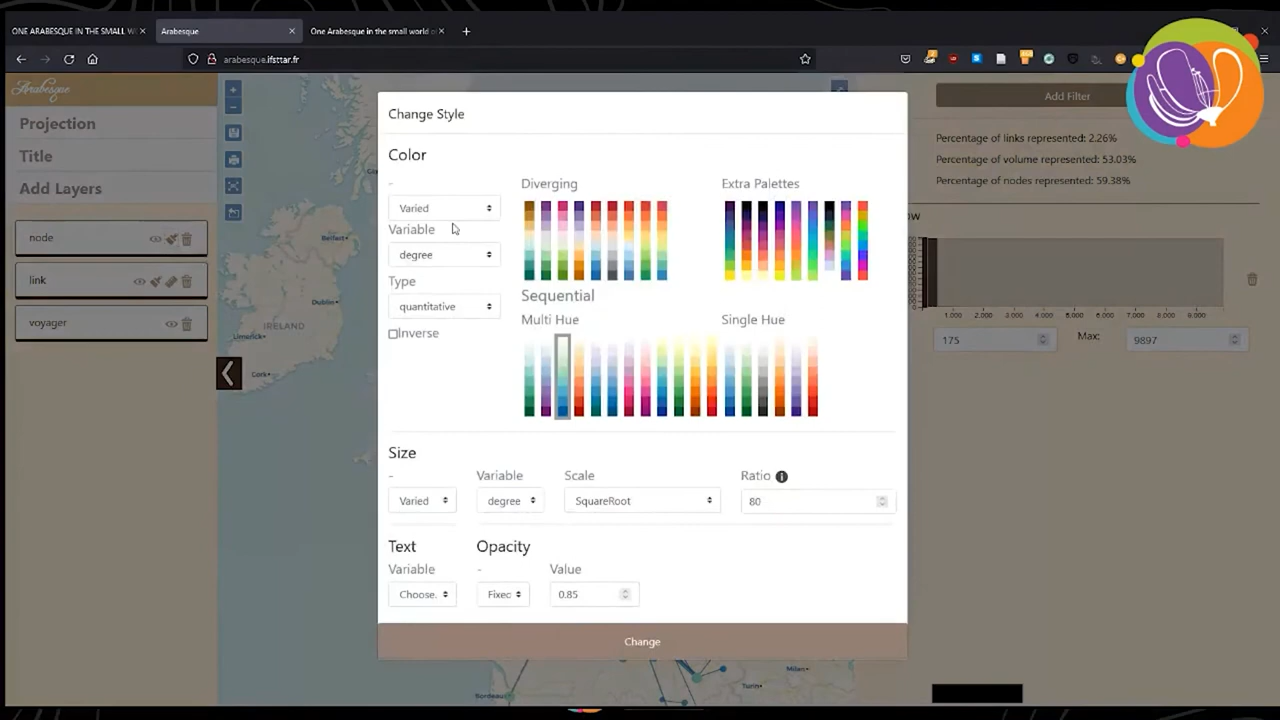 ONE ARABESQUE IN THE SMALL W
Arabesque
One Arabesque in the small world o
arabesque.ifsttar.fr
Arabesque
Projection
Title
Add Layers
node
link
voyager
Belfast
Dublin
IRELAND
Limerick
Cork
Change Style
Color
-
Varied
Variable
degree
Type
quantitative
Inverse
Diverging
Extra Palettes
Sequential
Multi Hue
Single Hue
Size
-
Varied
Variable
degree
Scale
SquareRoot
Ratio
80
Text
Variable
Choose.
Opacity
-
Fixed
Value
0.85
Change
Bordeaux
Milan
Turin
Add Filter
Percentage of links represented: 2.26%
Percentage of volume represented: 53.03%
Percentage of nodes represented: 59.38%
1,000 2,000 3,000 4,000 5,000 6,000 7,000 8,000 9,000
175
Max:
9897